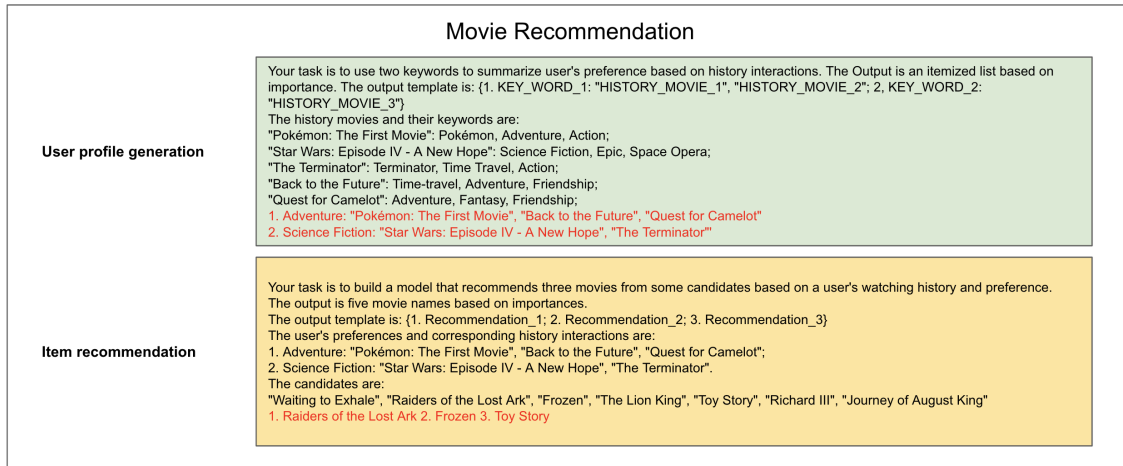 Movie Recommendation
User profile generation
Your task is to use two keywords to summarize user's preference based on history interactions. The Output is an itemized list based on
importance. The output template is: {1. KEY_WORD_1: "HISTORY_MOVIE_1", "HISTORY_MOVIE_2"; 2, KEY_WORD_2:
"HISTORY_MOVIE_3"}
The history movies and their keywords are:
"Pokémon: The First Movie": Pokémon, Adventure, Action;
"Star Wars: Episode IV - A New Hope": Science Fiction, Epic, Space Opera;
"The Terminator": Terminator, Time Travel, Action;
"Back to the Future": Time-travel, Adventure, Friendship;
"Quest for Camelot": Adventure, Fantasy, Friendship;
1. Adventure: "Pokémon: The First Movie", "Back to the Future", "Quest for Camelot"
2. Science Fiction: "Star Wars: Episode IV - A New Hope", "The Terminator"'
Item recommendation
Your task is to build a model that recommends three movies from some candidates based on a user's watching history and preference.
The output is five movie names based on importances.
The output template is: {1. Recommendation_1; 2. Recommendation_2; 3. Recommendation_3}
The user's preferences and corresponding history interactions are:
1. Adventure: "Pokémon: The First Movie", "Back to the Future", "Quest for Camelot";
2. Science Fiction: "Star Wars: Episode IV - A New Hope", "The Terminator".
The candidates are:
"Waiting to Exhale", "Raiders of the Lost Ark", "Frozen", "The Lion King", "Toy Story", "Richard III", "Journey of August King"
1. Raiders of the Lost Ark 2. Frozen 3. Toy Story